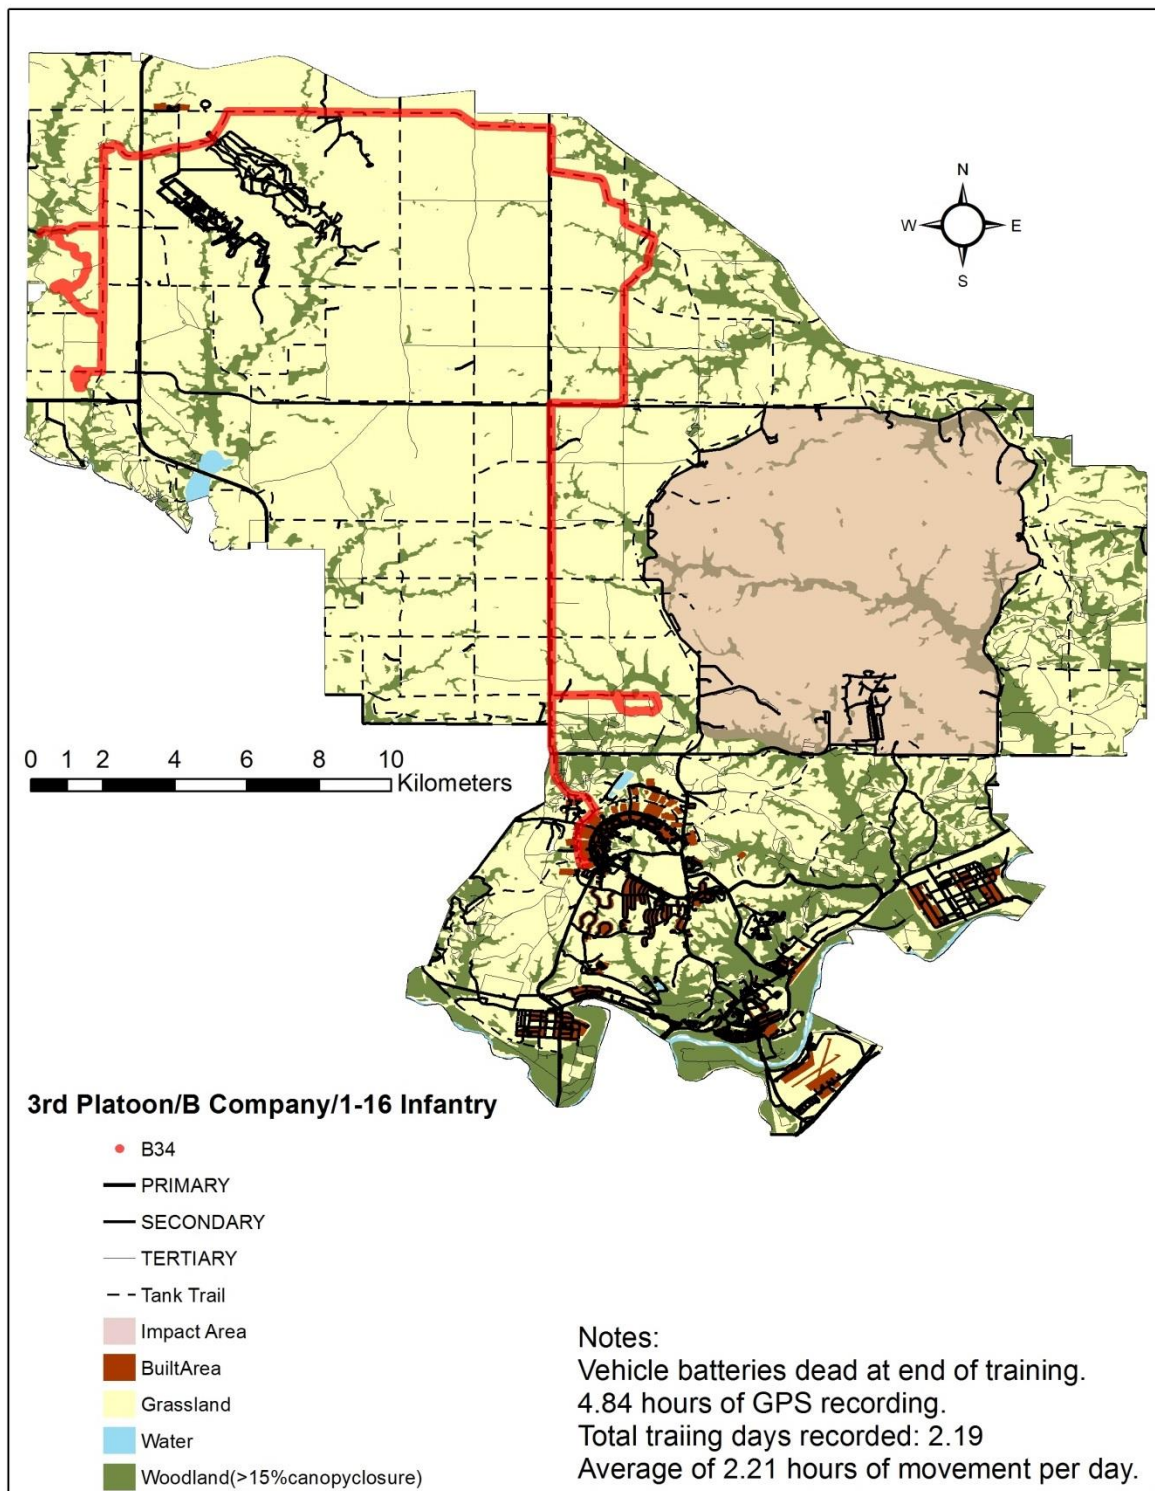 N
W E
S
0 1 2 4 6 8 10
Kilometers
3rd Platoon/B Company/1-16 Infantry
B34
PRIMARY
SECONDARY
TERTIARY
Tank Trail
Impact Area
BuiltArea
Grassland
Water
Woodland(>15%canopyclosure)
Notes:
Vehicle batteries dead at end of training.
4.84 hours of GPS recording.
Total traiing days recorded: 2.19
Average of 2.21 hours of movement per day.